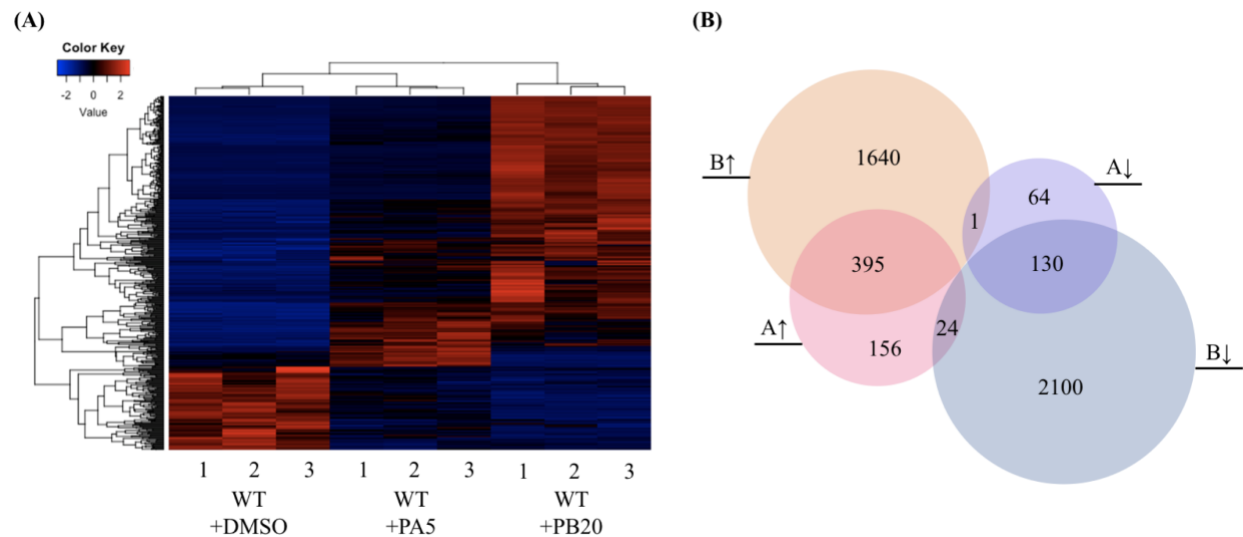 (A)
(B)
Color Key
-2 0 2
Value
1 2 3 1 2 3 1 2 3
WT WT WT
+DMSO +PA5 +PB20
B↑
1640
A↓
64
1
395
130
A↑
24
156
B↓
2100